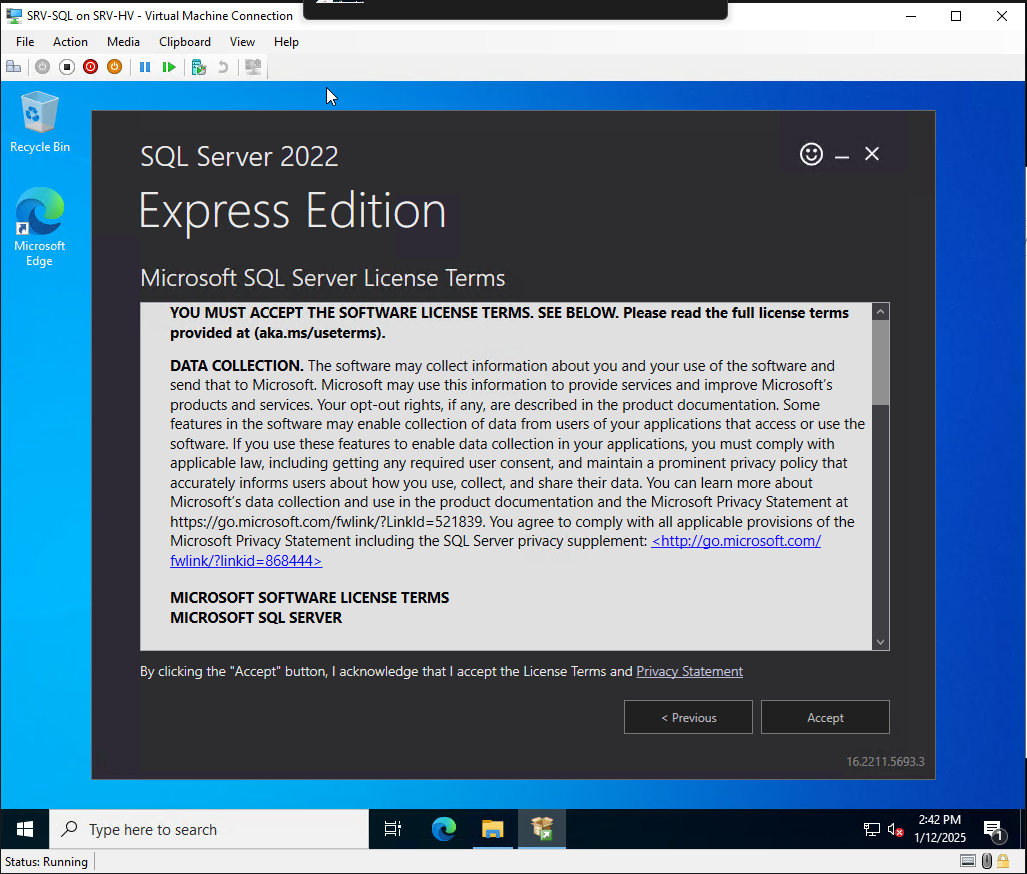 SRV-SQL on SRV-HV - Virtual Machine Connection
File Action Media Clipboard View Help
Recycle Bin
Microsoft
Edge
SQL Server 2022
Express Edition
Microsoft SQL Server License Terms
YOU MUST ACCEPT THE SOFTWARE LICENSE TERMS. SEE BELOW. Please read the full license terms
provided at (aka.ms/useterms).
DATA COLLECTION. The software may collect information about you and your use of the software and
send that to Microsoft. Microsoft may use this information to provide services and improve Microsoft's
products and services. Your opt-out rights, if any, are described in the product documentation. Some
features in the software may enable collection of data from users of your applications that access or use the
software. If you use these features to enable data collection in your applications, you must comply with
applicable law, including getting any required user consent, and maintain a prominent privacy policy that
accurately informs users about how you use, collect, and share their data. You can learn more about
Microsoft's data collection and use in the product documentation and the Microsoft Privacy Statement at
https://go.microsoft.com/fwlink/?LinkId=521839. You agree to comply with all applicable provisions of the
Microsoft Privacy Statement including the SQL Server privacy supplement: <http://go.microsoft.com/
fwlink/?linkid=868444>
MICROSOFT SOFTWARE LICENSE TERMS
MICROSOFT SQL SERVER
By clicking the "Accept" button, I acknowledge that I accept the License Terms and Privacy Statement
< Previous
Accept
16.2211.5693.3
Type here to search
2:42 PM
1/12/2025
1
Status: Running